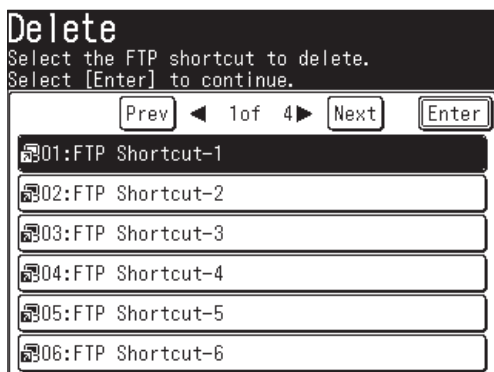 Delete
Select the FTP shortcut to delete.
Select [Enter] to continue.
Prev ◀ 1of 4▶ Next Enter
01:FTP Shortcut-1
02:FTP Shortcut-2
03:FTP Shortcut-3
04:FTP Shortcut-4
05:FTP Shortcut-5
06:FTP Shortcut-6